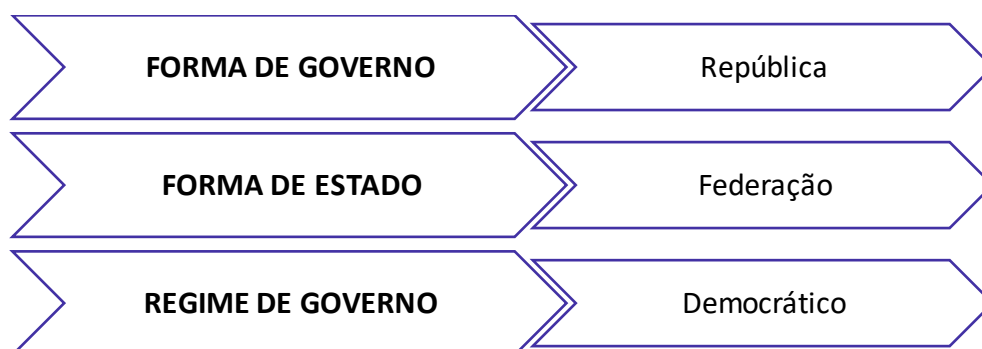 FORMA DE GOVERNO República
FORMA DE ESTADO Federação
REGIME DE GOVERNO Democrático